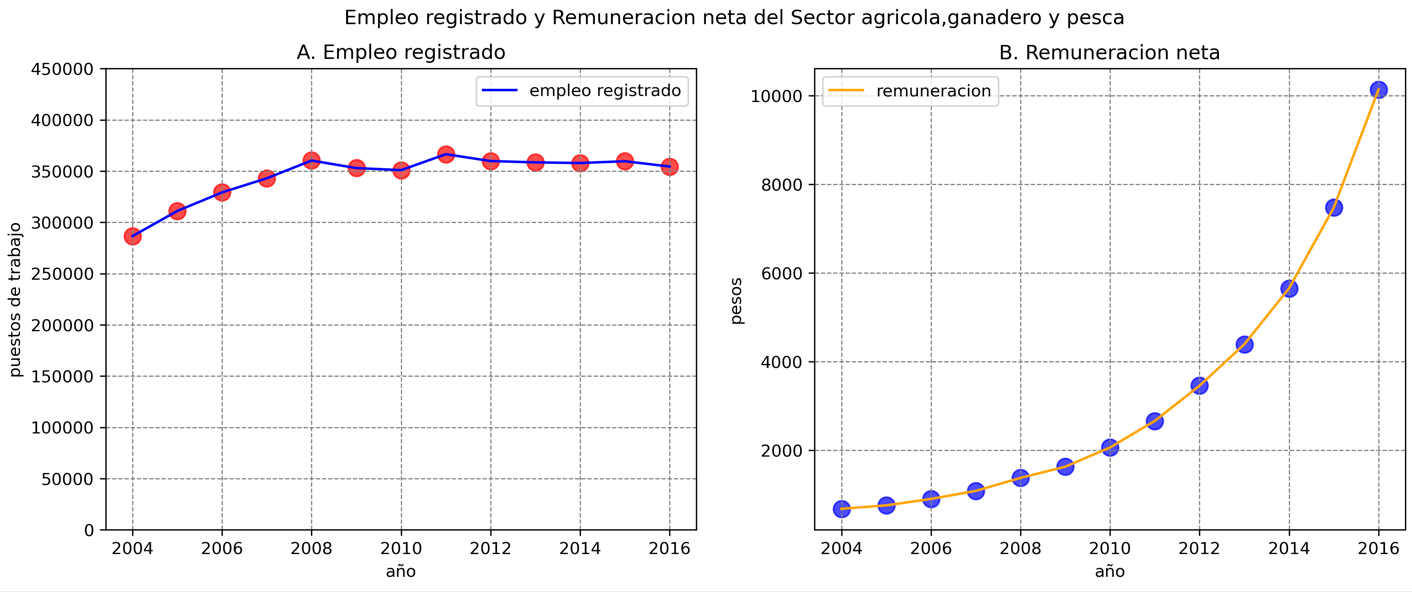 Empleo registrado y Remuneracion neta del Sector agricola,ganadero y pesca
A. Empleo registrado
450000
400000
350000
300000
250000
200000
150000
100000
50000
0
puestos de trabajo
empleo registrado
2004 2006 2008 2010 2012 2014 2016
año
B. Remuneracion neta
10000
8000
6000
4000
2000
pesos
remuneracion
2004 2006 2008 2010 2012 2014 2016
año